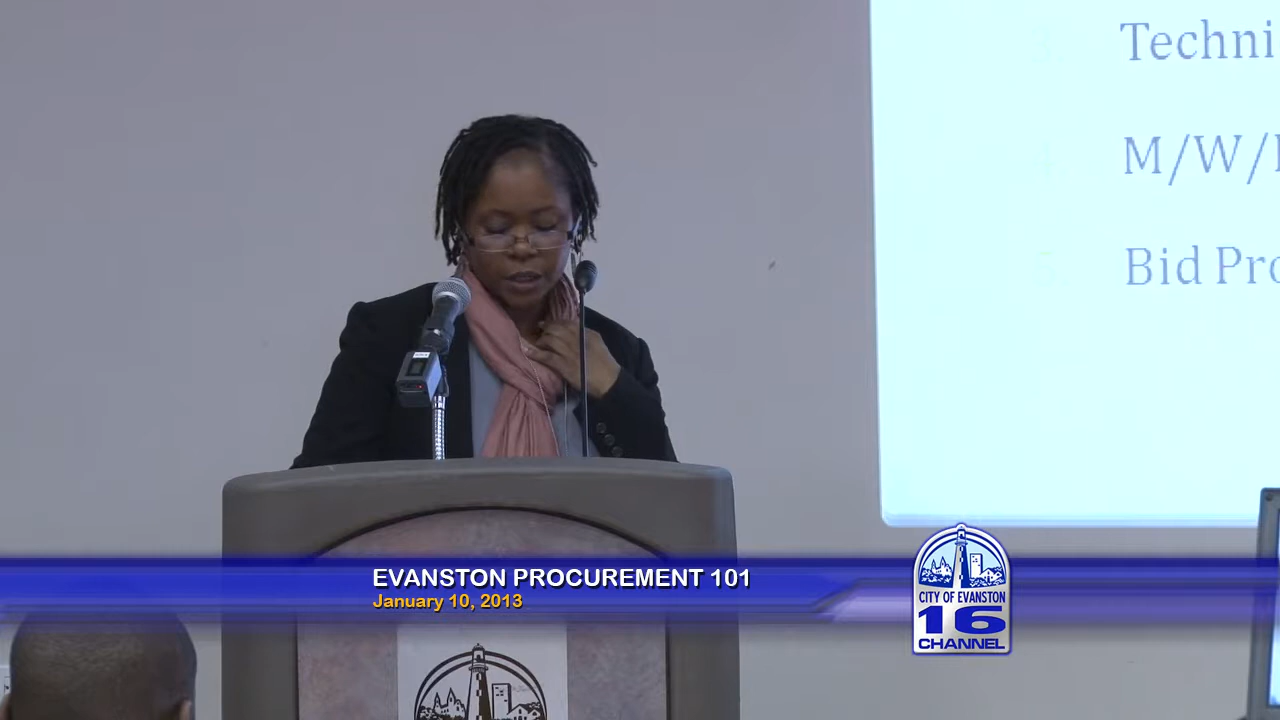 Techni
M/W/
Bid Pro
EVANSTON PROCUREMENT 101
January 10, 2013
CITY OF EVANSTON
16
CHANNEL